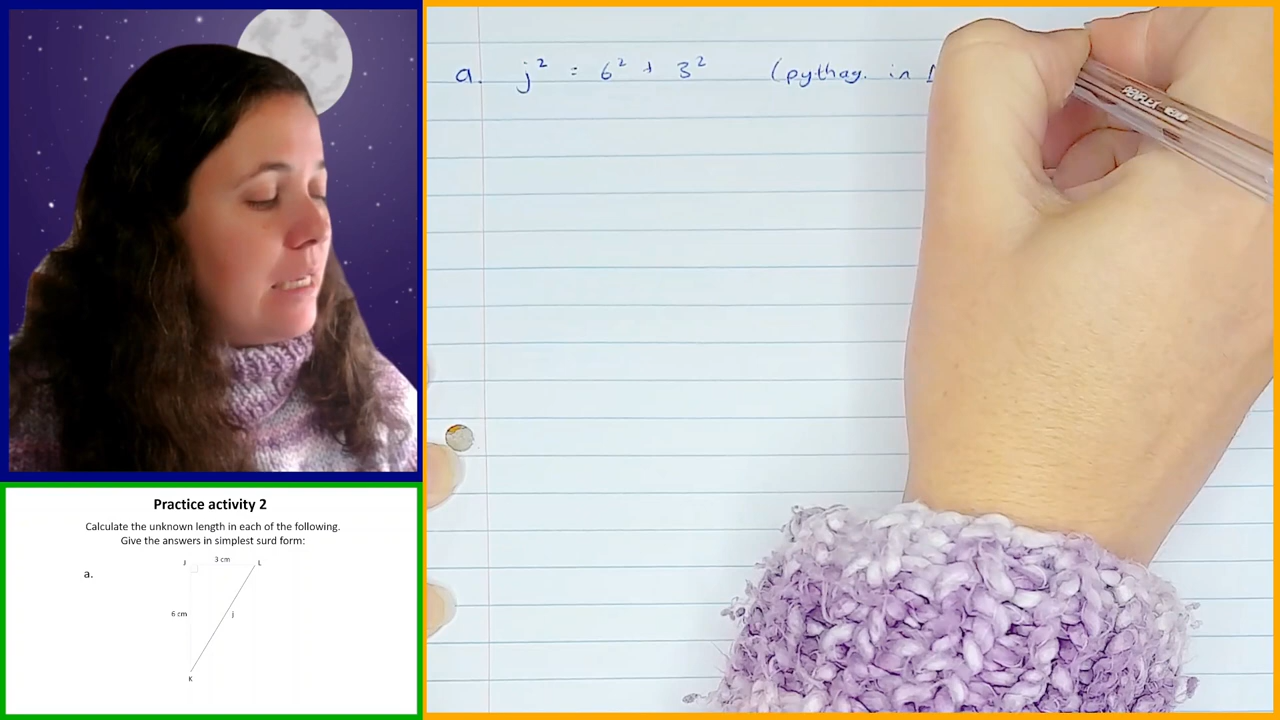 a. j² = 6² + 3² (pythag. in
Practice activity 2
Calculate the unknown length in each of the following.
Give the answers in simplest surd form:
a.
J
3 cm
L
6 cm
j
K